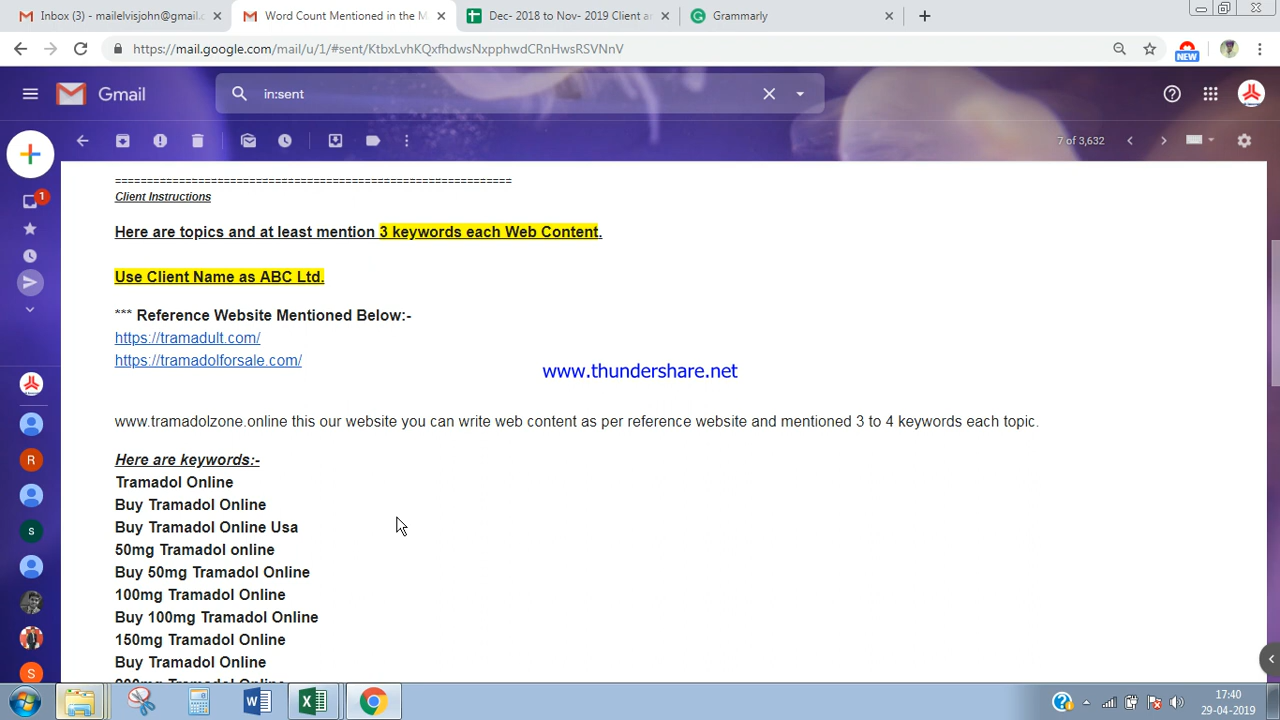 Inbox (3) - mailelvisjohn@gmail.c
Word Count Mentioned in the M
Dec- 2018 to Nov- 2019 Client a
Grammarly
https://mail.google.com/mail/u/1/#sent/KtbxLvhKQxfhdwsNxpphwdCRnHwsRSVNnV
NEW
Gmail
in:sent
7 of 3,632
1
==============================================================
Client Instructions
Here are topics and at least mention 3 keywords each Web Content.
Use Client Name as ABC Ltd.
*** Reference Website Mentioned Below:-
https://tramadult.com/
https://tramadolforsale.com/
www.thundershare.net
www.tramadolzone.online this our website you can write web content as per reference website and mentioned 3 to 4 keywords each topic.
Here are keywords:-
Tramadol Online
Buy Tramadol Online
Buy Tramadol Online Usa
50mg Tramadol online
Buy 50mg Tramadol Online
100mg Tramadol Online
Buy 100mg Tramadol Online
150mg Tramadol Online
Buy Tramadol Online
R
s
S
17:40
29-04-2019